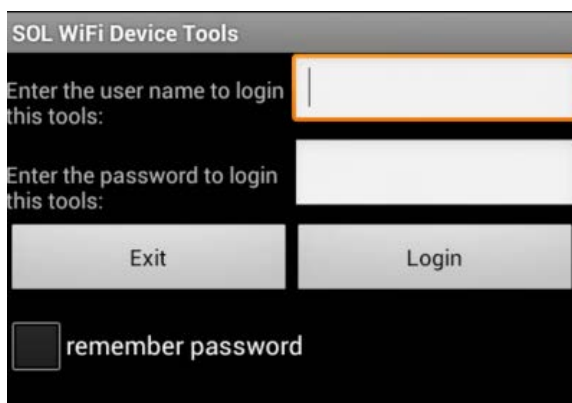 SOL WiFi Device Tools
Enter the user name to login
this tools:
Enter the password to login
this tools:
Exit
Login
remember password